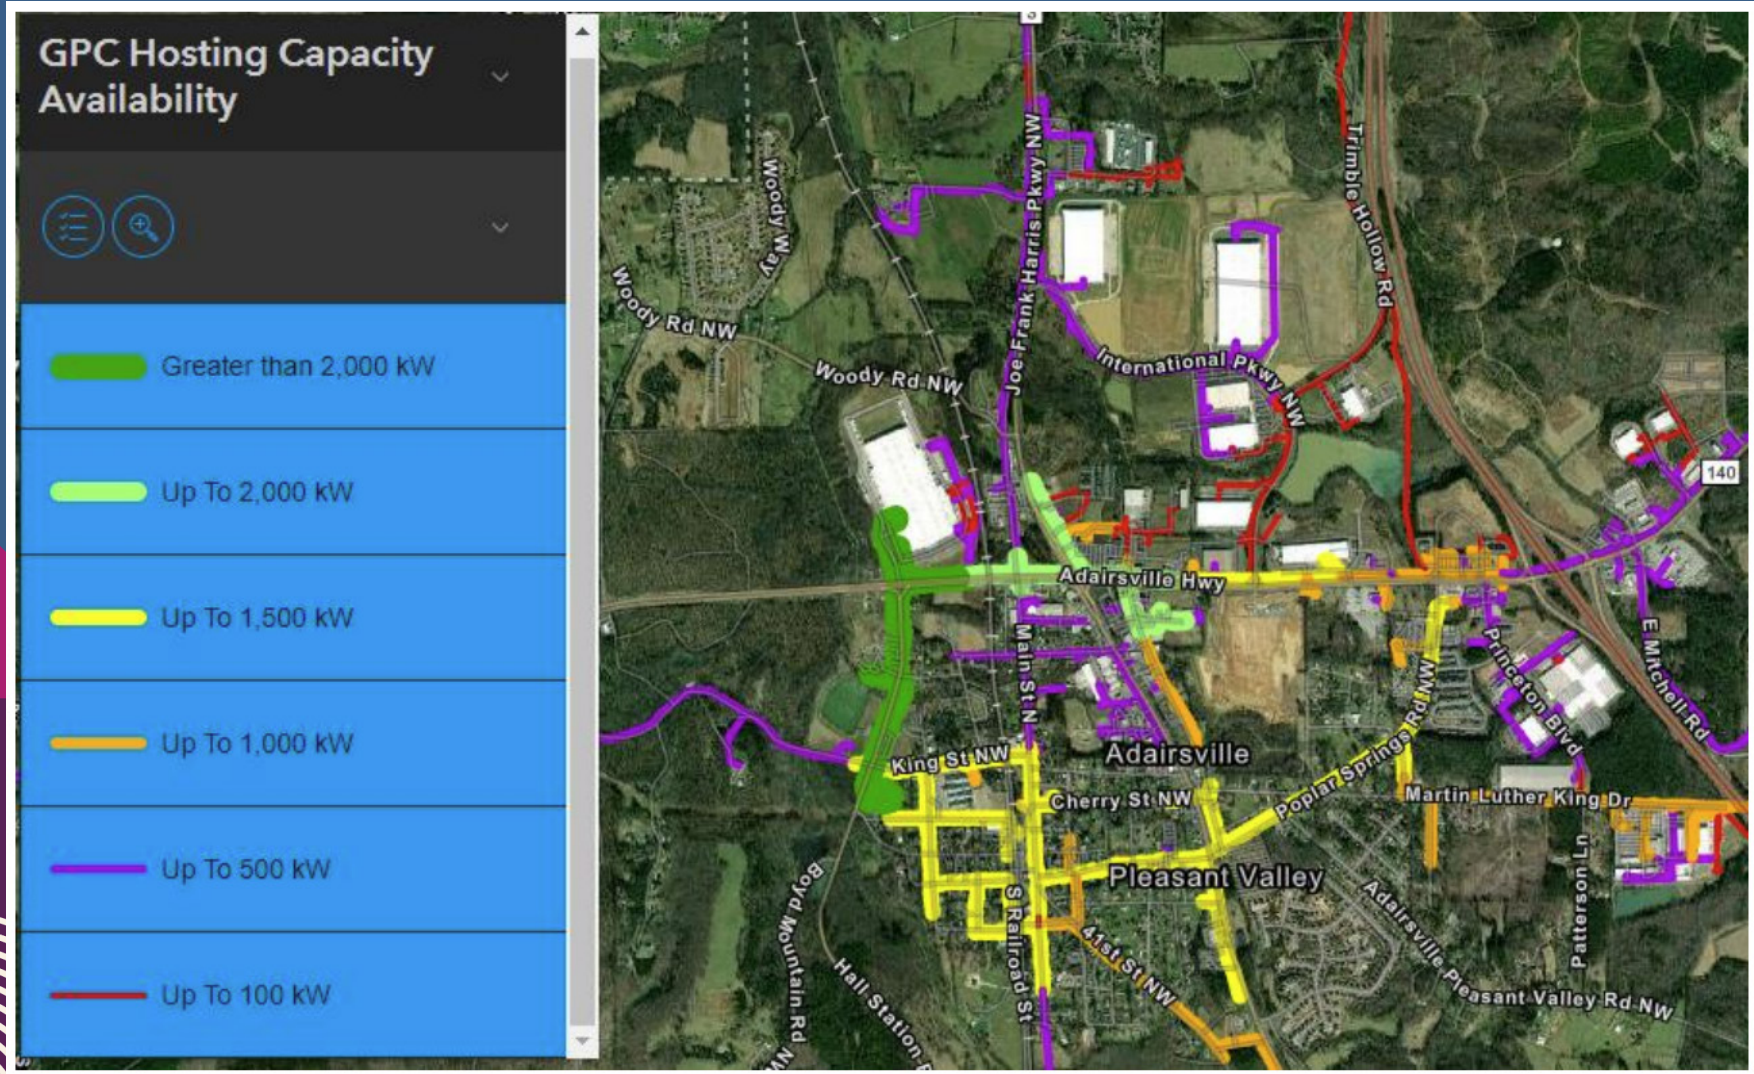 GPC Hosting Capacity
Availability
Greater than 2,000 kW
Up To 2,000 kW
Up To 1,500 kW
Up To 1,000 kW
Up To 500 kW
Up To 100 kW
3
Woody Way
Woody Rd NW
Woody Rd NW
Joe Frank Harris Pkwy NW
Trimble Hollow Rd
International Pkwy NW
140
Adairsville Hwy
Main St N
E Mitchell Rd
Princeton Blvd
Poplar Springs Rd NW
King St NW
Adairsville
Cherry St NW
Martin Luther King Dr
Pleasant Valley
Patterson Ln
S Railroad St
41st St NW
Adairsville Pleasant Valley Rd NW
Boyd Mountain Rd NW
Hall Station